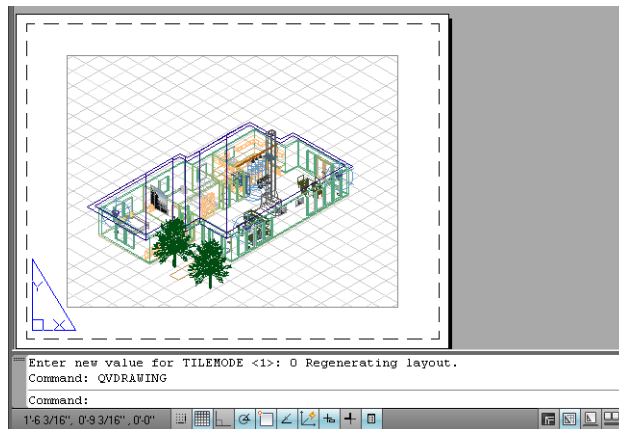 Y
X
Enter new value for TILEMODE <1>: 0 Regenerating layout.
Command: QVDRAWING
Command:
1'-6 3/16", 0'-9 3/16" , 0'-0"